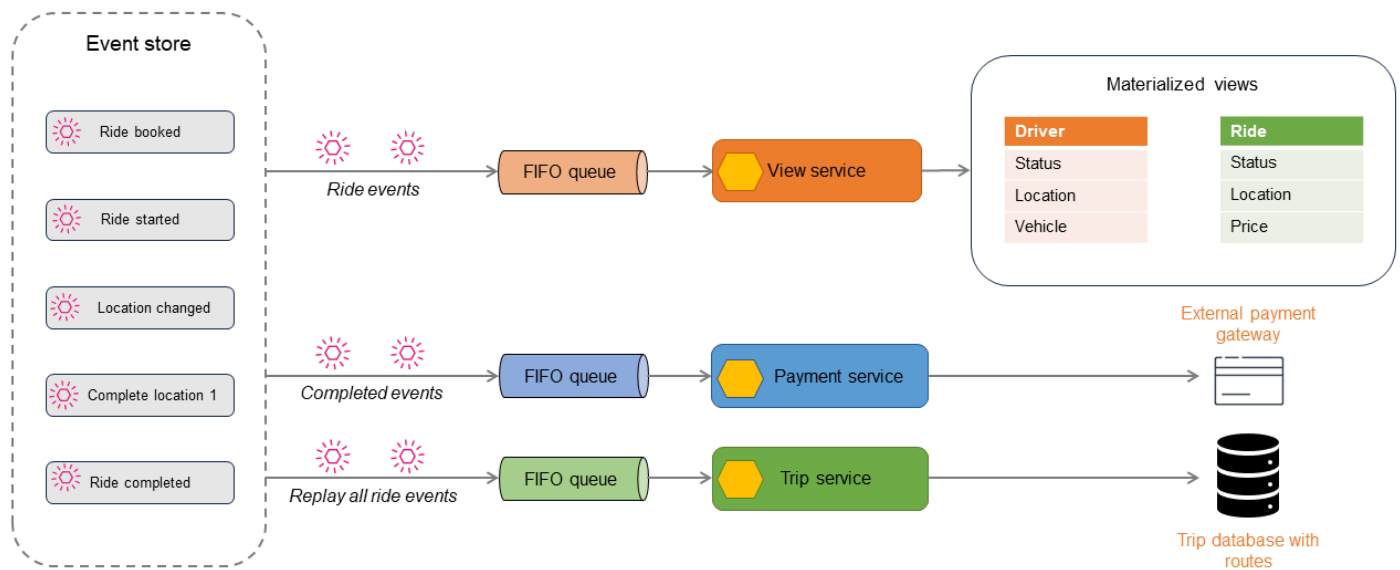 Event store
Ride booked
Ride started
Location changed
Complete location 1
Ride completed
Ride events
FIFO queue
View service
Materialized views
Driver
Status
Location
Vehicle
Ride
Status
Location
Price
Completed events
FIFO queue
Payment service
External payment
gateway
Replay all ride events
FIFO queue
Trip service
Trip database with
routes